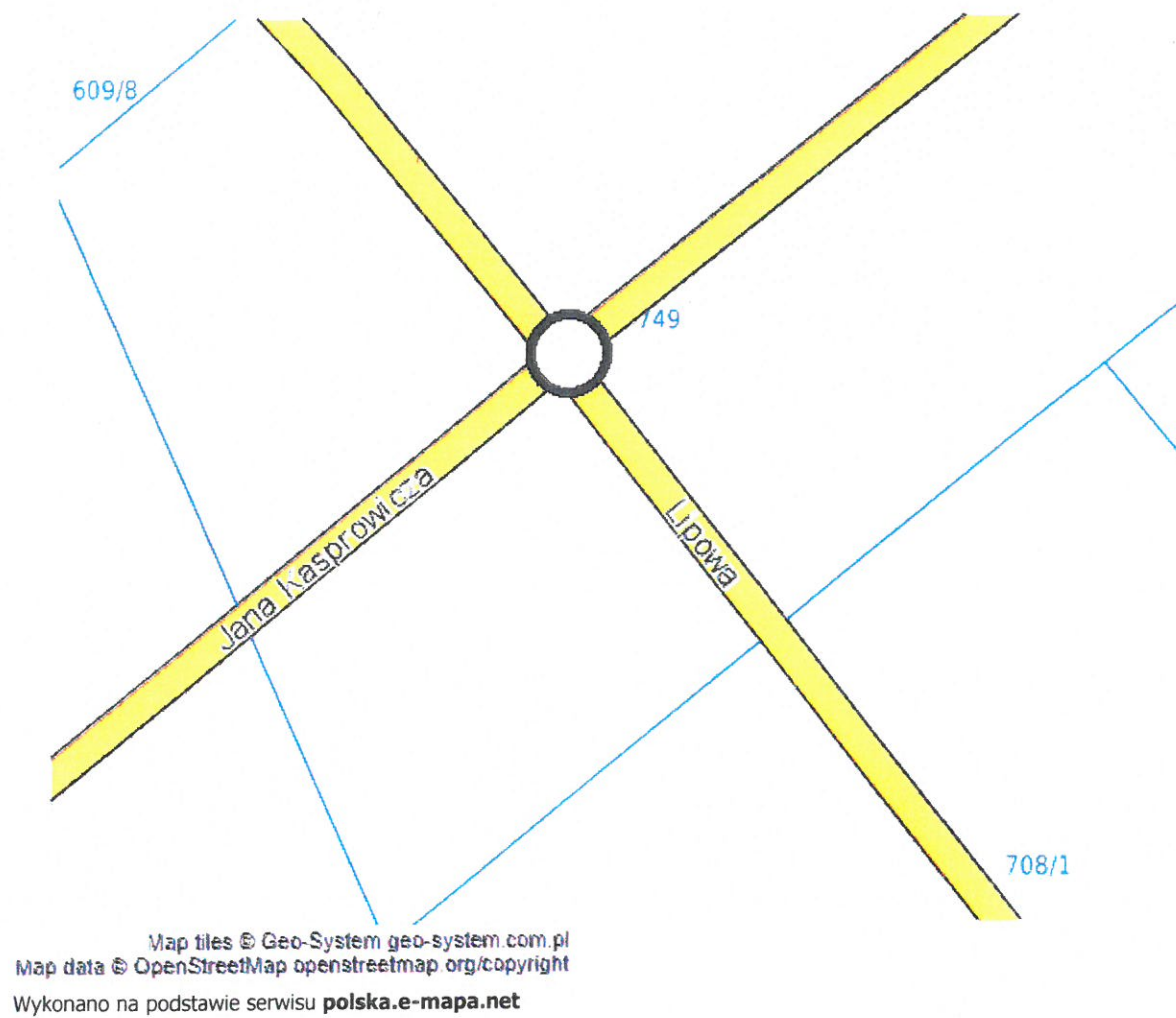 609/8
749
Jana Kasprowicza
Lipowa
708/1
Map tiles © Geo-System geo-system.com.pl
Map data © OpenStreetMap openstreetmap.org/copyright
Wykonano na podstawie serwisu polska.e-mapa.net